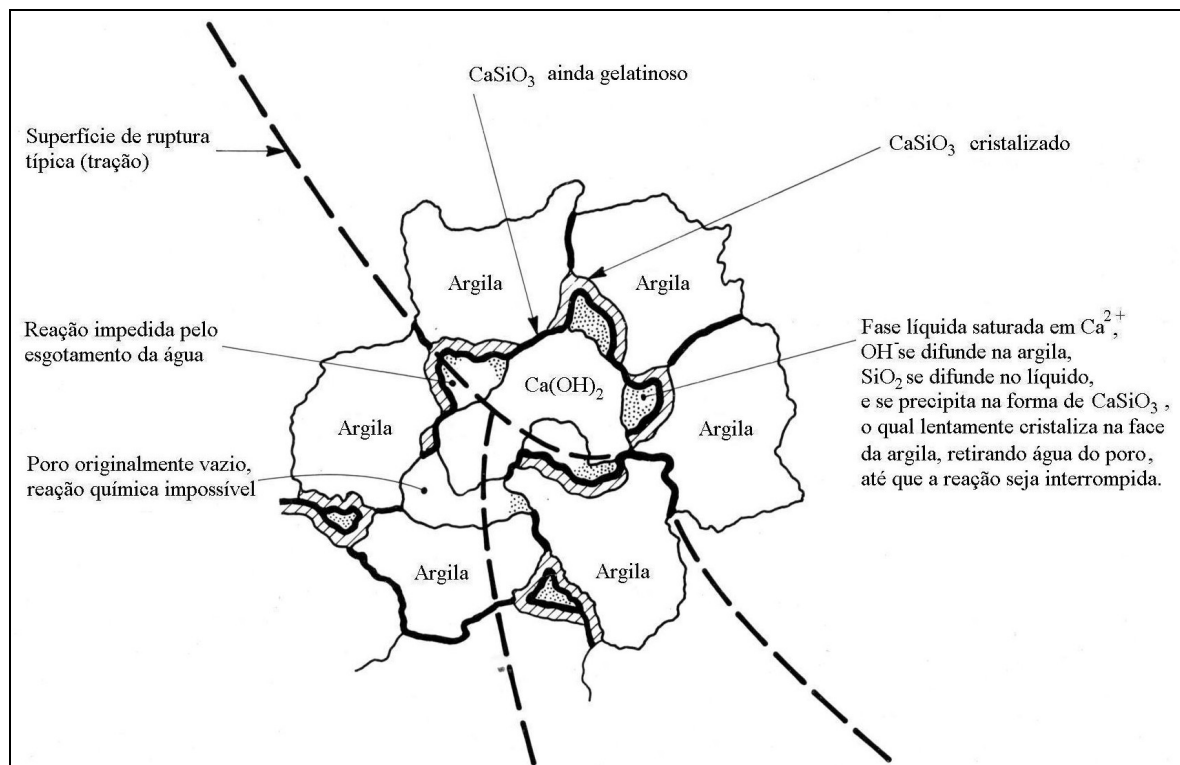 CaSiO₃ ainda gelatinoso
Superfície de ruptura
típica (tração)
CaSiO₃ cristalizado
Argila
Argila
Reação impedida pelo
esgotamento da água
Fase líquida saturada em Ca²⁺,
OH⁻ se difunde na argila,
SiO₂ se difunde no líquido,
e se precipita na forma de CaSiO₃ ,
o qual lentamente cristaliza na face
da argila, retirando água do poro,
até que a reação seja interrompida.
Ca(OH)₂
Argila
Argila
Poro originalmente vazio,
reação química impossível
Argila
Argila